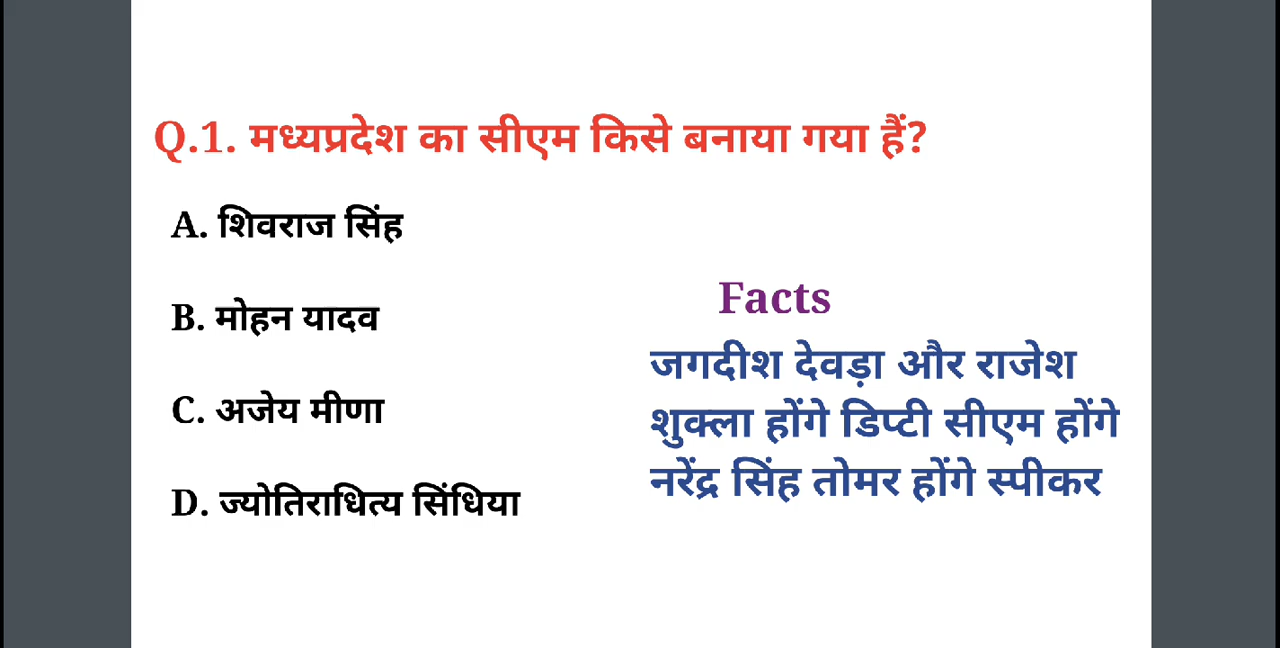 Q.1. मध्यप्रदेश का सीएम किसे बनाया गया हैं?
A. शिवराज सिंह
B. मोहन यादव
C. अजेय मीणा
D. ज्योतिराधित्य सिंधिया
Facts
जगदीश देवड़ा और राजेश
शुक्ला होंगे डिप्टी सीएम होंगे
नरेंद्र सिंह तोमर होंगे स्पीकर